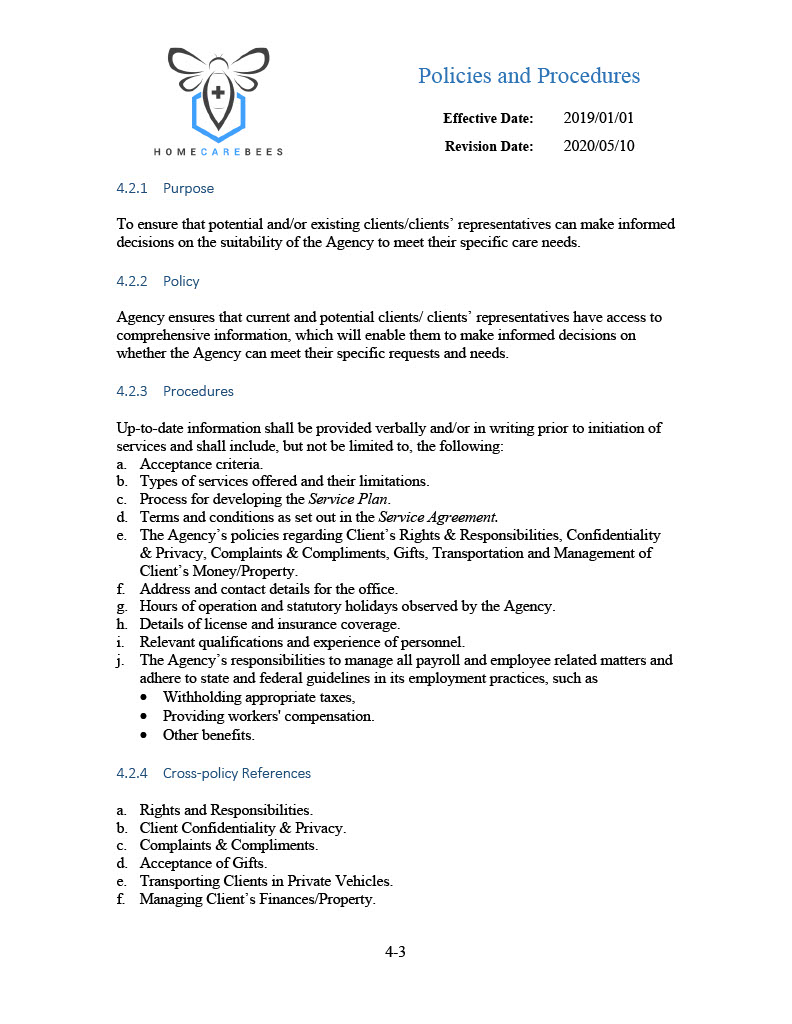 HOMECAREBEES
Policies and Procedures
Effective Date: 2019/01/01
Revision Date: 2020/05/10
4.2.1 Purpose
To ensure that potential and/or existing clients/clients’ representatives can make informed
decisions on the suitability of the Agency to meet their specific care needs.
4.2.2 Policy
Agency ensures that current and potential clients/ clients’ representatives have access to
comprehensive information, which will enable them to make informed decisions on
whether the Agency can meet their specific requests and needs.
4.2.3 Procedures
Up-to-date information shall be provided verbally and/or in writing prior to initiation of
services and shall include, but not be limited to, the following:
a. Acceptance criteria.
b. Types of services offered and their limitations.
c. Process for developing the Service Plan.
d. Terms and conditions as set out in the Service Agreement.
e. The Agency’s policies regarding Client’s Rights & Responsibilities, Confidentiality
& Privacy, Complaints & Compliments, Gifts, Transportation and Management of
Client’s Money/Property.
f. Address and contact details for the office.
g. Hours of operation and statutory holidays observed by the Agency.
h. Details of license and insurance coverage.
i. Relevant qualifications and experience of personnel.
j. The Agency’s responsibilities to manage all payroll and employee related matters and
adhere to state and federal guidelines in its employment practices, such as
• Withholding appropriate taxes,
• Providing workers' compensation.
• Other benefits.
4.2.4 Cross-policy References
a. Rights and Responsibilities.
b. Client Confidentiality & Privacy.
c. Complaints & Compliments.
d. Acceptance of Gifts.
e. Transporting Clients in Private Vehicles.
f. Managing Client’s Finances/Property.
4-3